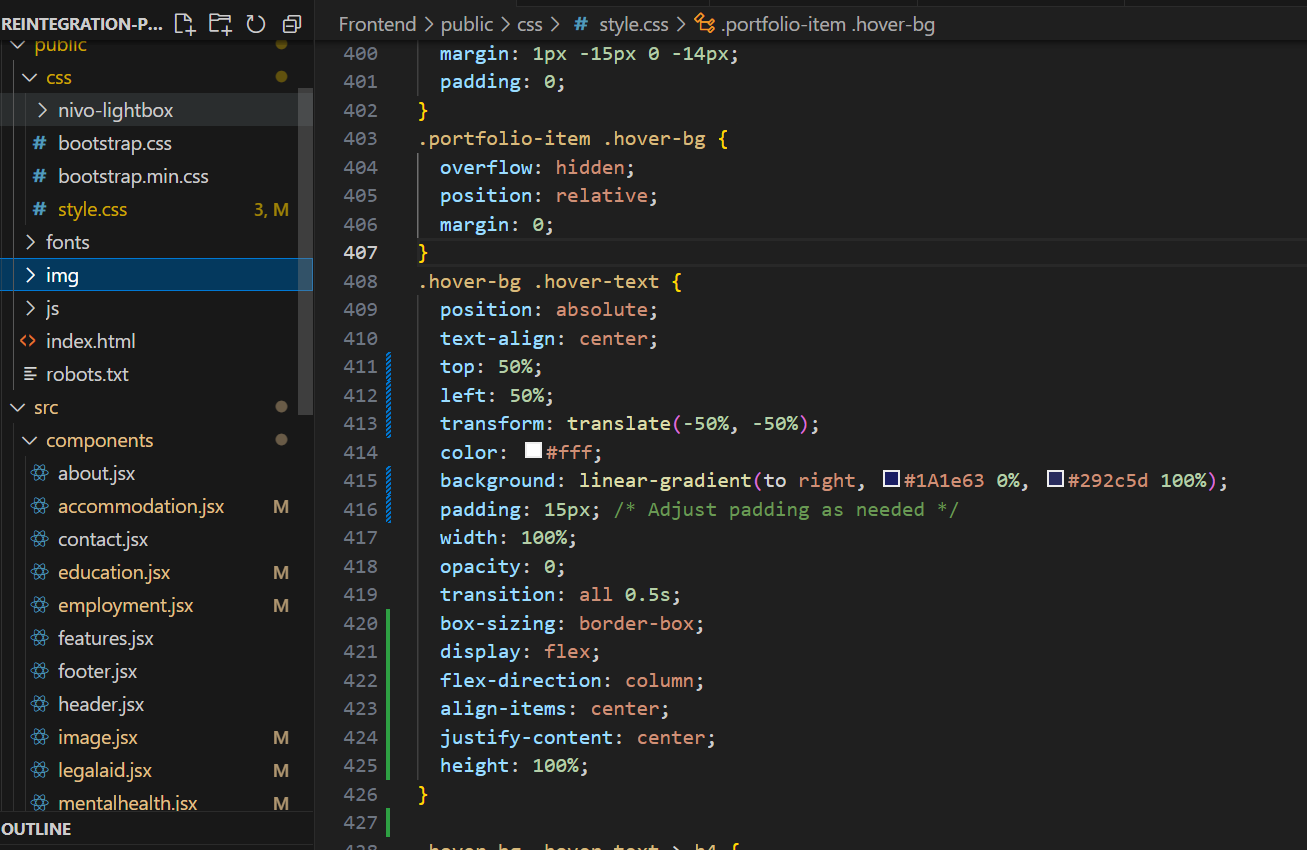 REINTEGRATION-P...
public
css
nivo-lightbox
# bootstrap.css
# bootstrap.min.css
# style.css 3, M
fonts
img
js
<> index.html
robots.txt
src
components
about.jsx
accommodation.jsx M
contact.jsx
education.jsx M
employment.jsx M
features.jsx
footer.jsx
header.jsx
image.jsx M
legalaid.jsx M
mentalhealth.jsx M
OUTLINE
Frontend > public > css > # style.css > .portfolio-item .hover-bg
400 margin: 1px -15px 0 -14px;
401 padding: 0;
402 }
403 .portfolio-item .hover-bg {
404 overflow: hidden;
405 position: relative;
406 margin: 0;
407 }
408 .hover-bg .hover-text {
409 position: absolute;
410 text-align: center;
411 top: 50%;
412 left: 50%;
413 transform: translate(-50%, -50%);
414 color: #fff;
415 background: linear-gradient(to right, #1A1e63 0%, #292c5d 100%);
416 padding: 15px; /* Adjust padding as needed */
417 width: 100%;
418 opacity: 0;
419 transition: all 0.5s;
420 box-sizing: border-box;
421 display: flex;
422 flex-direction: column;
423 align-items: center;
424 justify-content: center;
425 height: 100%;
426 }
427
428 .hover-bg .hover-text > h4 {